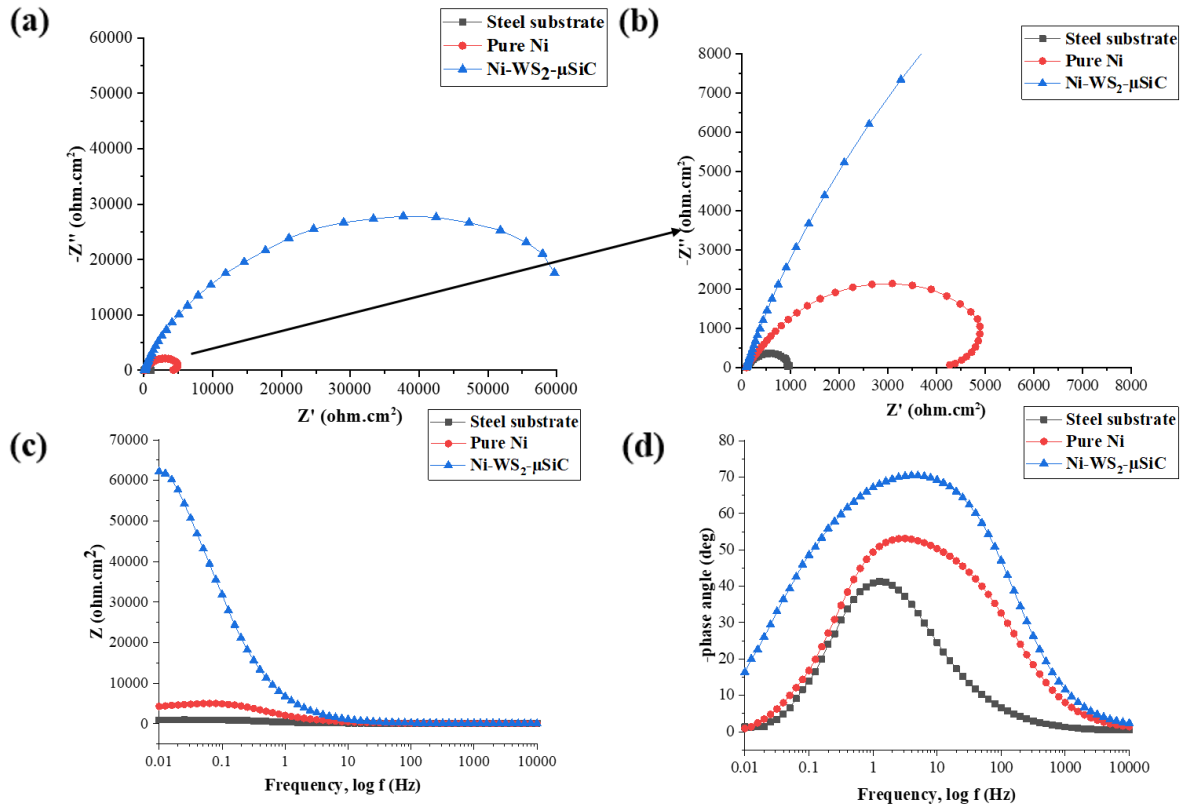 (a)
Steel substrate
Pure Ni
Ni-WS₂-μSiC
60000
50000
40000
30000
20000
10000
0
-Z'' (ohm.cm²)
0 10000 20000 30000 40000 50000 60000
Z' (ohm.cm²)
(b)
Steel substrate
Pure Ni
Ni-WS₂-μSiC
8000
7000
6000
5000
4000
3000
2000
1000
0
-Z'' (ohm.cm²)
0 1000 2000 3000 4000 5000 6000 7000 8000
Z' (ohm.cm²)
(c)
Steel substrate
Pure Ni
Ni-WS₂-μSiC
70000
60000
50000
40000
30000
20000
10000
0
Z (ohm.cm²)
0.01 0.1 1 10 100 1000 10000
Frequency, log f (Hz)
(d)
Steel substrate
Pure Ni
Ni-WS₂-μSiC
80
70
60
50
40
30
20
10
0
-phase angle (deg)
0.01 0.1 1 10 100 1000 10000
Frequency, log f (Hz)